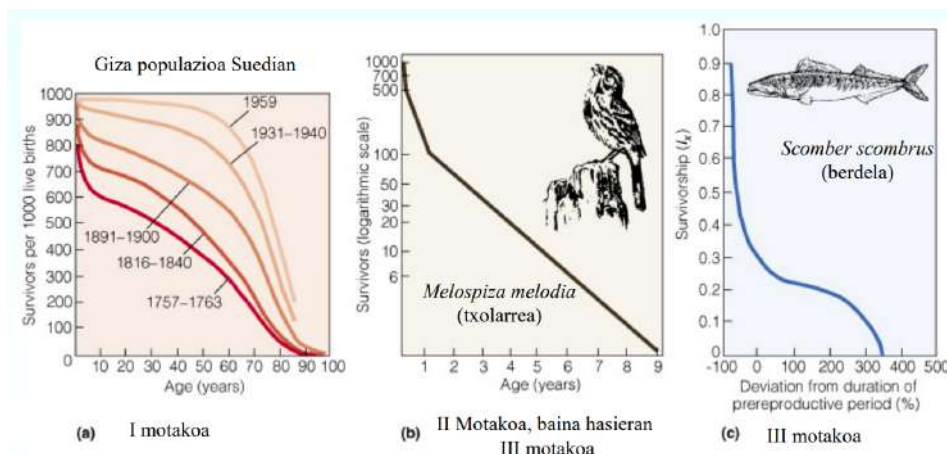 Giza populazioa Suedian
Survivors per 1000 live births
1000
900
800
700
600
500
400
300
200
100
0
1959
1931–1940
1891–1900
1816–1840
1757–1763
0 10 20 30 40 50 60 70 80 90 100
Age (years)
(a) I motakoa
Survivors (logarithmic scale)
1000
700
500
100
50
30
20
10
6
Melospiza melodia
(txolarrea)
1 2 3 4 5 6 7 8 9
Age (years)
(b) II Motakoa, baina hasieran
III motakoa
Survivorship (lx)
0.9
0.8
0.7
0.6
0.5
0.4
0.3
0.2
0.1
0
Scomber scombrus
(berdela)
-100 0 100 200 300 400 500
Deviation from duration of
prereproductive period (%)
(c) III motakoa